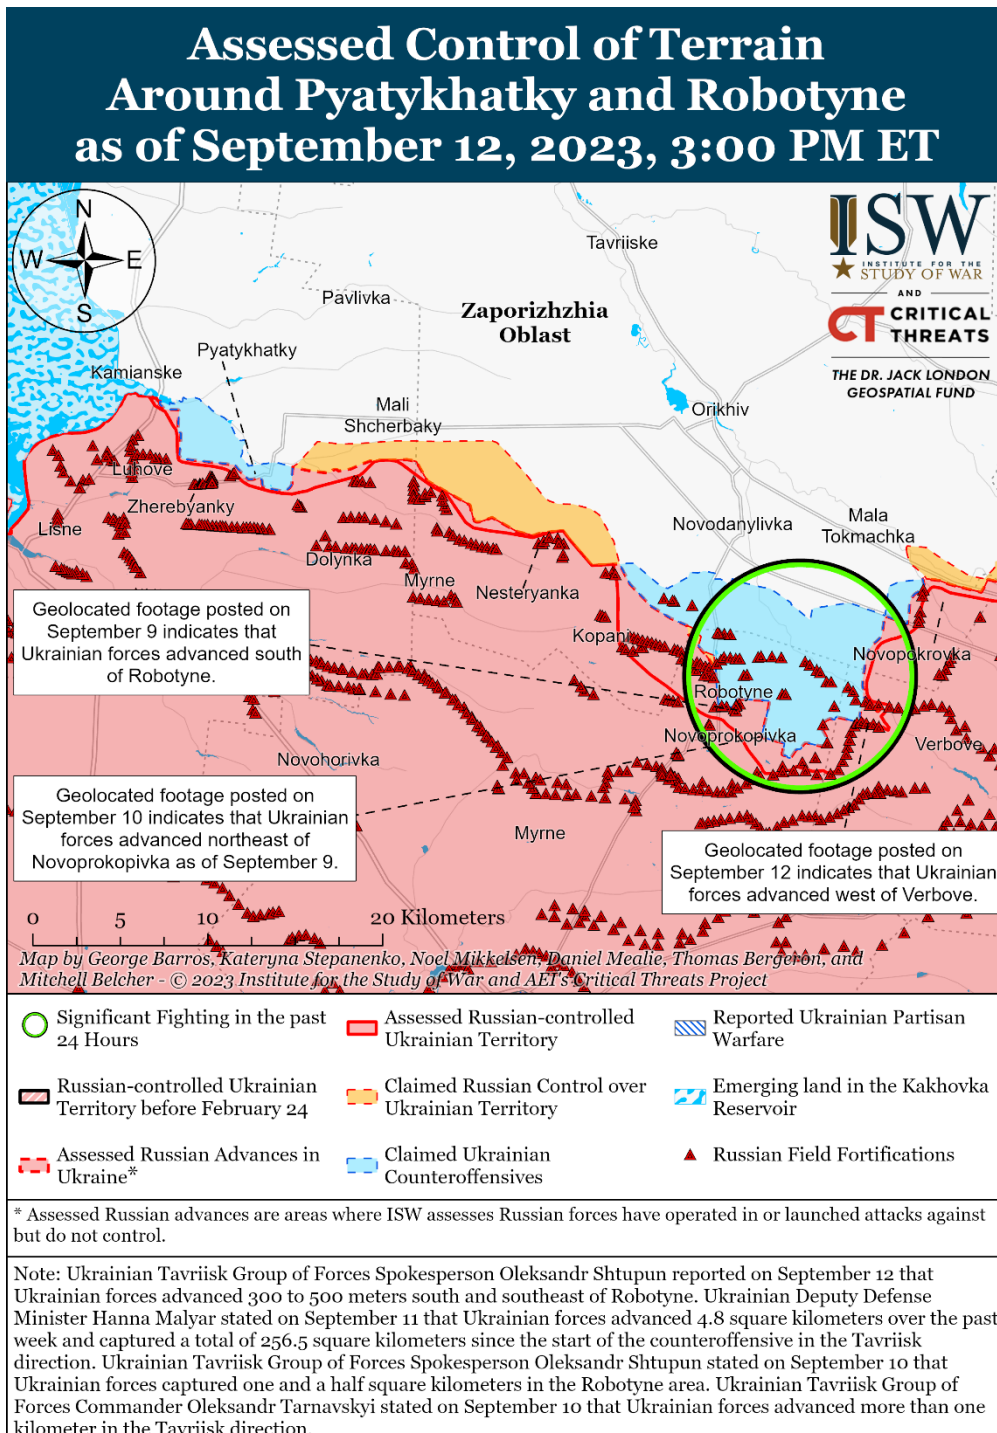 Assessed Control of Terrain
Around Pyatykhatky and Robotyne
as of September 12, 2023, 3:00 PM ET
N
W
E
S
ISW
INSTITUTE FOR THE
STUDY OF WAR
AND
CT CRITICAL
THREATS
THE DR. JACK LONDON
GEOSPATIAL FUND
Tavriiske
Pavlivka
Zaporizhzhia
Oblast
Pyatykhatky
Kamianske
Mali
Shcherbaky
Orikhiv
Luhove
Zherebyanky
Lisne
Novodanylivka
Mala
Tokmachka
Dolynka
Myrne
Nesteryanka
Kopani
Novopokrovka
Robotyne
Novoprokopivka
Verbove
Novohorivka
Myrne
Geolocated footage posted on
September 9 indicates that
Ukrainian forces advanced south
of Robotyne.
Geolocated footage posted on
September 10 indicates that Ukrainian
forces advanced northeast of
Novoprokopivka as of September 9.
Geolocated footage posted on
September 12 indicates that Ukrainian
forces advanced west of Verbove.
0 5 10 20 Kilometers
Map by George Barros, Kateryna Stepanenko, Noel Mikkelsen, Daniel Mealie, Thomas Bergeron, and
Mitchell Belcher - © 2023 Institute for the Study of War and AEI's Critical Threats Project
Significant Fighting in the past
24 Hours
Assessed Russian-controlled
Ukrainian Territory
Reported Ukrainian Partisan
Warfare
Russian-controlled Ukrainian
Territory before February 24
Claimed Russian Control over
Ukrainian Territory
Emerging land in the Kakhovka
Reservoir
Assessed Russian Advances in
Ukraine*
Claimed Ukrainian
Counteroffensives
Russian Field Fortifications
* Assessed Russian advances are areas where ISW assesses Russian forces have operated in or launched attacks against
but do not control.
Note: Ukrainian Tavriisk Group of Forces Spokesperson Oleksandr Shtupun reported on September 12 that
Ukrainian forces advanced 300 to 500 meters south and southeast of Robotyne. Ukrainian Deputy Defense
Minister Hanna Malyar stated on September 11 that Ukrainian forces advanced 4.8 square kilometers over the past
week and captured a total of 256.5 square kilometers since the start of the counteroffensive in the Tavriisk
direction. Ukrainian Tavriisk Group of Forces Spokesperson Oleksandr Shtupun stated on September 10 that
Ukrainian forces captured one and a half square kilometers in the Robotyne area. Ukrainian Tavriisk Group of
Forces Commander Oleksandr Tarnavskyi stated on September 10 that Ukrainian forces advanced more than one
kilometer in the Tavriisk direction.